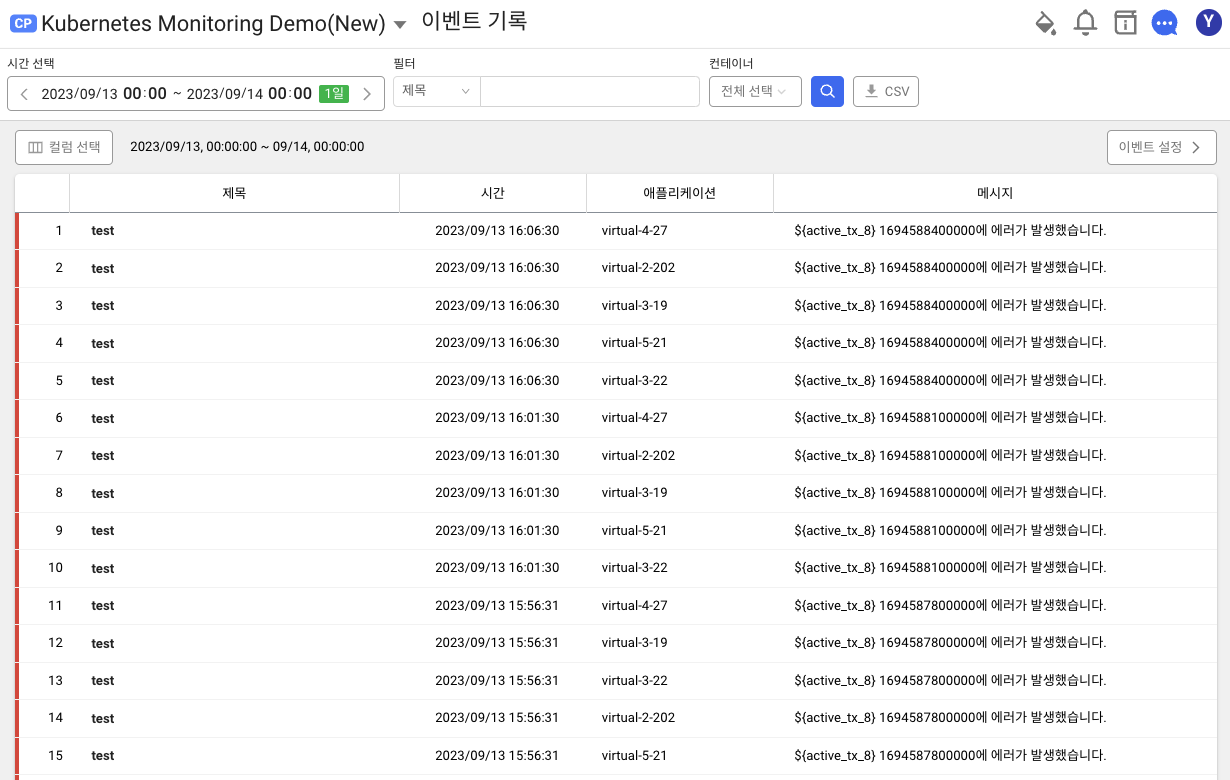 CP Kubernetes Monitoring Demo(New) 이벤트 기록 Y
시간 선택 필터 컨테이너
2023/09/13 00:00 ~ 2023/09/14 00:00 1일 제목 전체 선택 CSV
컬럼 선택 2023/09/13, 00:00:00 ~ 09/14, 00:00:00 이벤트 설정
제목 시간 애플리케이션 메시지
1 test 2023/09/13 16:06:30 virtual-4-27 ${active_tx_8} 1694588400000에 에러가 발생했습니다.
2 test 2023/09/13 16:06:30 virtual-2-202 ${active_tx_8} 1694588400000에 에러가 발생했습니다.
3 test 2023/09/13 16:06:30 virtual-3-19 ${active_tx_8} 1694588400000에 에러가 발생했습니다.
4 test 2023/09/13 16:06:30 virtual-5-21 ${active_tx_8} 1694588400000에 에러가 발생했습니다.
5 test 2023/09/13 16:06:30 virtual-3-22 ${active_tx_8} 1694588400000에 에러가 발생했습니다.
6 test 2023/09/13 16:01:30 virtual-4-27 ${active_tx_8} 1694588100000에 에러가 발생했습니다.
7 test 2023/09/13 16:01:30 virtual-2-202 ${active_tx_8} 1694588100000에 에러가 발생했습니다.
8 test 2023/09/13 16:01:30 virtual-3-19 ${active_tx_8} 1694588100000에 에러가 발생했습니다.
9 test 2023/09/13 16:01:30 virtual-5-21 ${active_tx_8} 1694588100000에 에러가 발생했습니다.
10 test 2023/09/13 16:01:30 virtual-3-22 ${active_tx_8} 1694588100000에 에러가 발생했습니다.
11 test 2023/09/13 15:56:31 virtual-4-27 ${active_tx_8} 1694587800000에 에러가 발생했습니다.
12 test 2023/09/13 15:56:31 virtual-3-19 ${active_tx_8} 1694587800000에 에러가 발생했습니다.
13 test 2023/09/13 15:56:31 virtual-3-22 ${active_tx_8} 1694587800000에 에러가 발생했습니다.
14 test 2023/09/13 15:56:31 virtual-2-202 ${active_tx_8} 1694587800000에 에러가 발생했습니다.
15 test 2023/09/13 15:56:31 virtual-5-21 ${active_tx_8} 1694587800000에 에러가 발생했습니다.